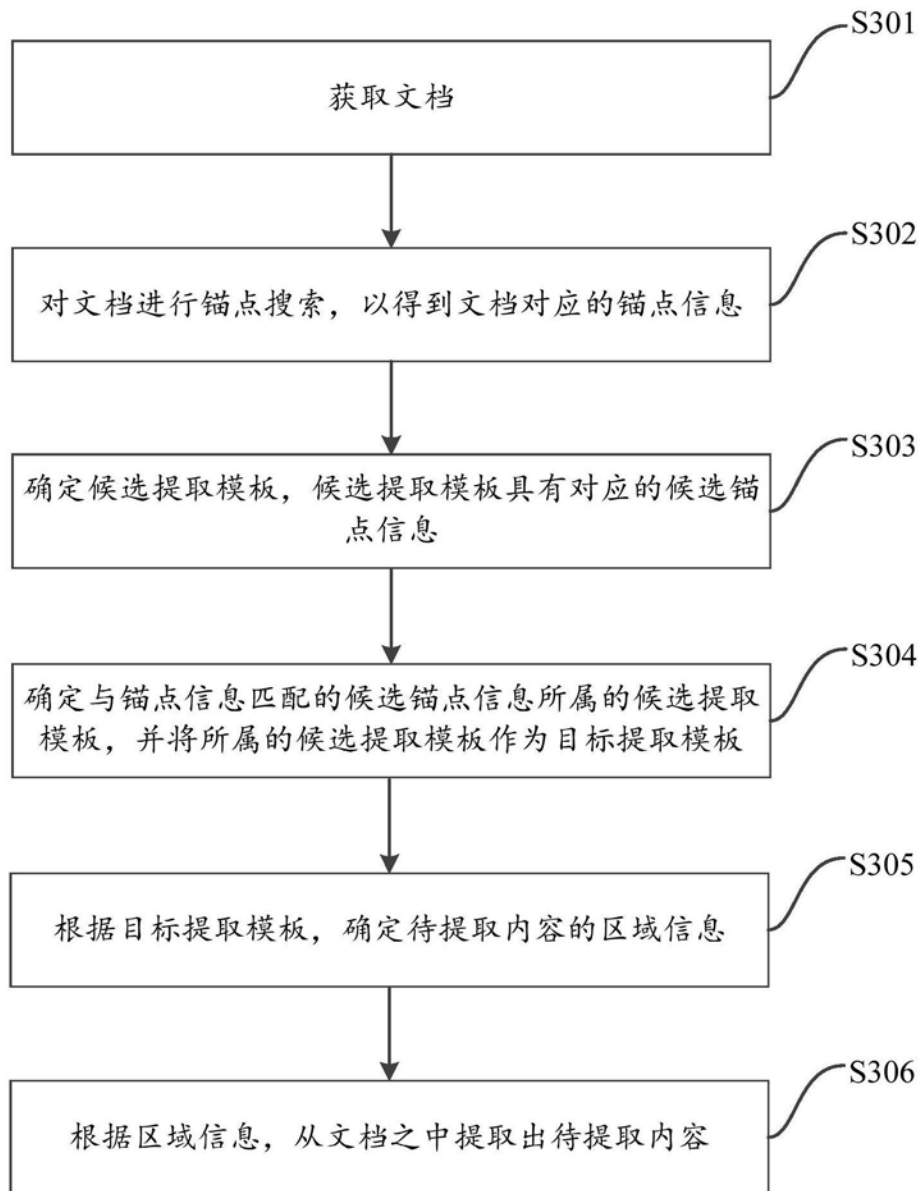 S301
获取文档
S302
对文档进行锚点搜索，以得到文档对应的锚点信息
S303
确定候选提取模板，候选提取模板具有对应的候选锚
点信息
S304
确定与锚点信息匹配的候选锚点信息所属的候选提取
模板，并将所属的候选提取模板作为目标提取模板
S305
根据目标提取模板，确定待提取内容的区域信息
S306
根据区域信息，从文档之中提取出待提取内容